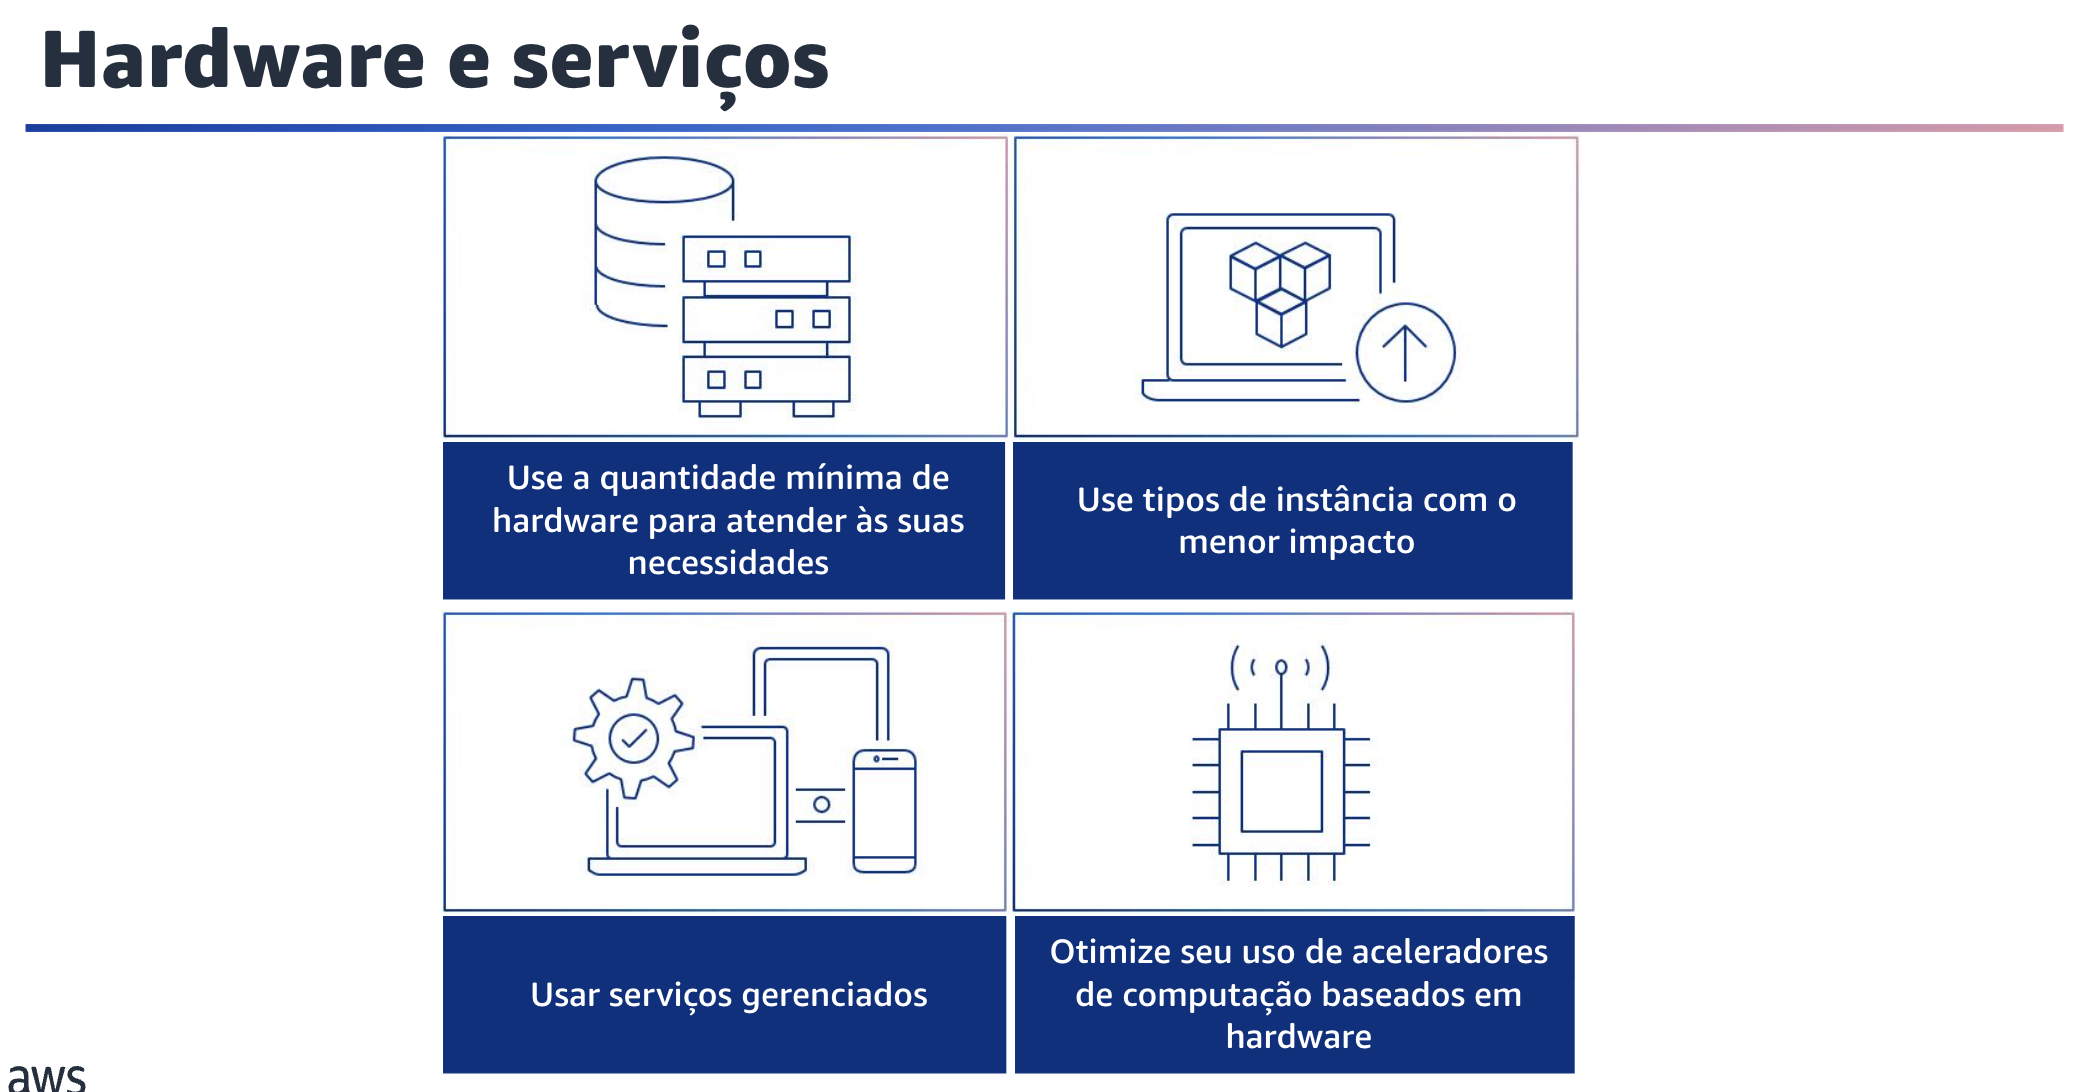 Hardware e serviços
Use a quantidade mínima de
hardware para atender às suas
necessidades
Use tipos de instância com o
menor impacto
Usar serviços gerenciados
Otimize seu uso de aceleradores
de computação baseados em
hardware
aws